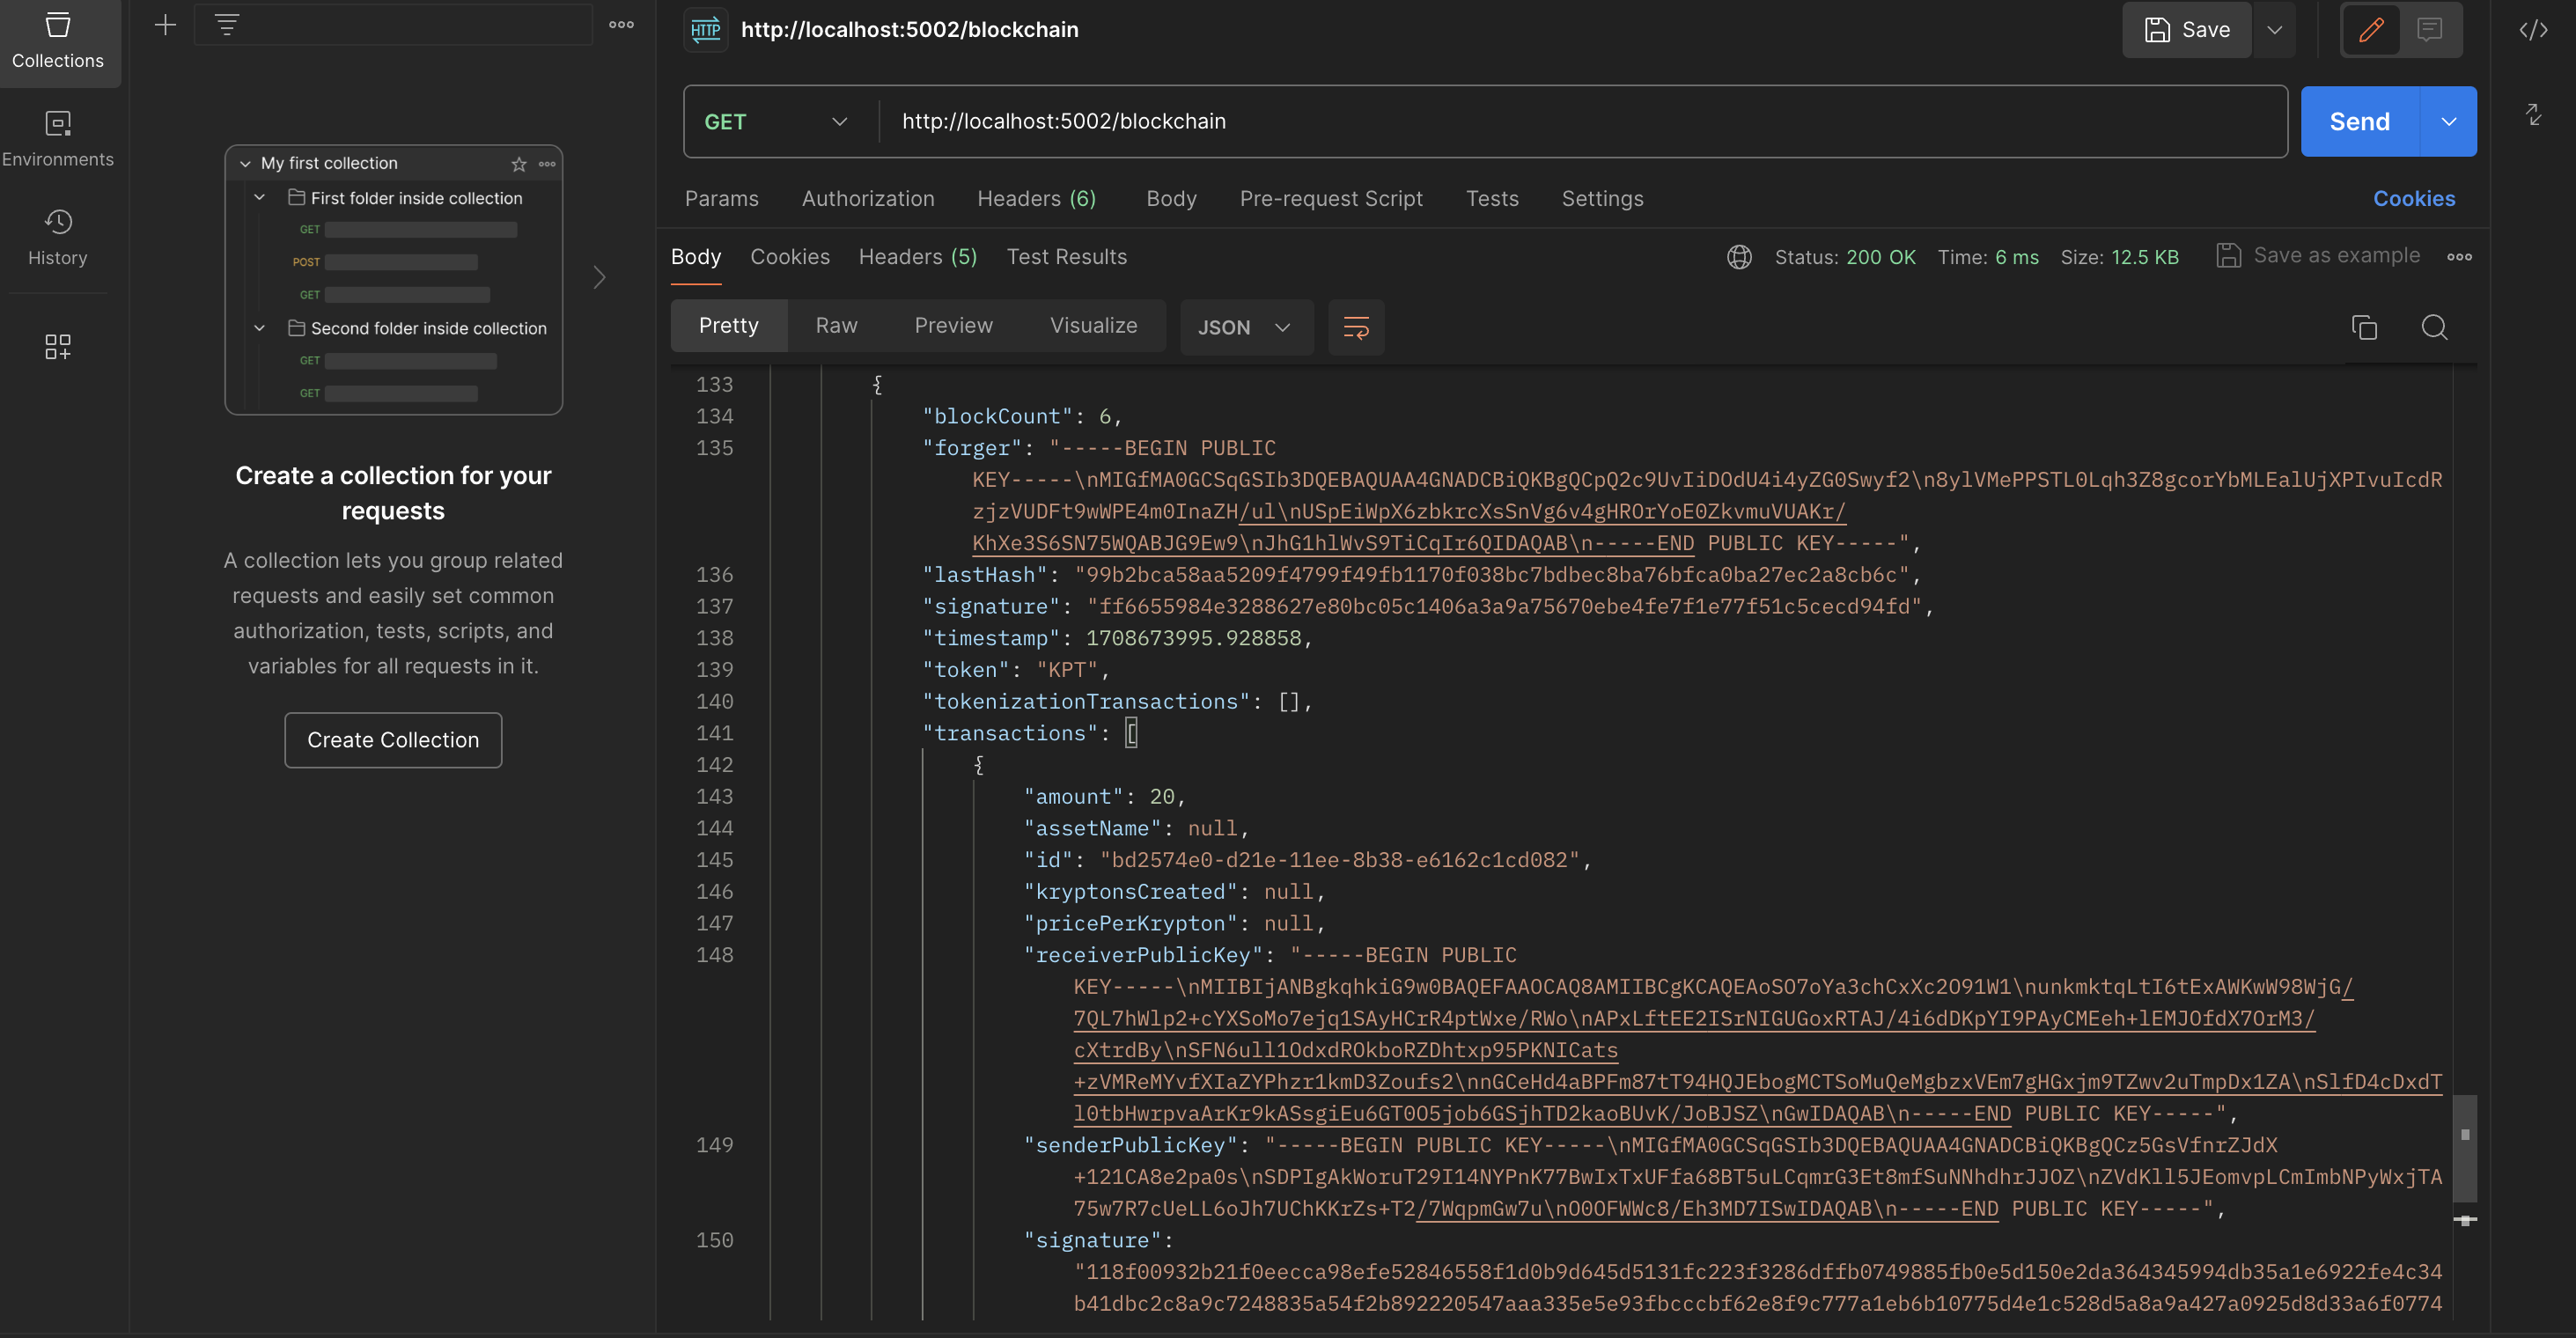 Collections
Environments
History
My first collection
First folder inside collection
GET
POST
GET
Second folder inside collection
GET
GET
Create a collection for your
requests
A collection lets you group related
requests and easily set common
authorization, tests, scripts, and
variables for all requests in it.
Create Collection
HTTP http://localhost:5002/blockchain
Save
GET http://localhost:5002/blockchain
Send
Params Authorization Headers (6) Body Pre-request Script Tests Settings Cookies
Body Cookies Headers (5) Test Results Status: 200 OK Time: 6 ms Size: 12.5 KB Save as example
Pretty Raw Preview Visualize JSON
133 {
134 "blockCount": 6,
135 "forger": "-----BEGIN PUBLIC
KEY-----\nMIGfMA0GCSqGSIb3DQEBAQUAA4GNADCBiQKBgQCpQ2c9UvIiDOdU4i4yZG0Swyf2\n8ylVMePPSTL0Lqh3Z8gcorYbMLEalUjXPIvuIcdR
zjzVUDFt9wWPE4m0InaZH/ul\nUSpEiWpX6zbkrcXsSnVg6v4gHROrYoE0ZkvmuVUAKr/
KhXe3S6SN75WQABJG9Ew9\nJhG1hlWvS9TiCqIr6QIDAQAB\n-----END PUBLIC KEY-----",
136 "lastHash": "99b2bca58aa5209f4799f49fb1170f038bc7bdbec8ba76bfca0ba27ec2a8cb6c",
137 "signature": "ff6655984e3288627e80bc05c1406a3a9a75670ebe4fe7f1e77f51c5cecd94fd",
138 "timestamp": 1708673995.928858,
139 "token": "KPT",
140 "tokenizationTransactions": [],
141 "transactions": [
142 {
143 "amount": 20,
144 "assetName": null,
145 "id": "bd2574e0-d21e-11ee-8b38-e6162c1cd082",
146 "kryptonsCreated": null,
147 "pricePerKrypton": null,
148 "receiverPublicKey": "-----BEGIN PUBLIC
KEY-----\nMIIBIjANBgkqhkiG9w0BAQEFAAOCAQ8AMIIBCgKCAQEAoSO7oYa3chCxXc2O91W1\nunkmktqLtI6tExAWKwW98WjG/
7QL7hWlp2+cYXSoMo7ejq1SAyHCrR4ptWxe/RWo\nAPxLftEE2ISrNIGUGoxRTAJ/4i6dDKpYI9PAyCMEeh+lEMJOfdX7OrM3/
cXtrdBy\nSFN6ull1OdxdROkboRZDhtxp95PKNICats
+zVMReMYvfXIaZYPhzr1kmD3Zoufs2\nnGCeHd4aBPFm87tT94HQJEbogMCTSoMuQeMgbzxVEm7gHGxjm9TZwv2uTmpDx1ZA\nSlfD4cDxdT
l0tbHwrpvaArKr9kASsgiEu6GT0O5job6GSjhTD2kaoBUvK/JoBJSZ\nGwIDAQAB\n-----END PUBLIC KEY-----",
149 "senderPublicKey": "-----BEGIN PUBLIC KEY-----\nMIGfMA0GCSqGSIb3DQEBAQUAA4GNADCBiQKBgQCz5GsVfnrZJdX
+121CA8e2pa0s\nSDPIgAkWoruT29I14NYPnK77BwIxTxUFfa68BT5uLCqmrG3Et8mfSuNNhdhrJJOZ\nZVdKll5JEomvpLCmImbNPyWxjTA
75w7R7cUeLL6oJh7UChKKrZs+T2/7WqpmGw7u\nO0OFWWc8/Eh3MD7ISwIDAQAB\n-----END PUBLIC KEY-----",
150 "signature":
"118f00932b21f0eecca98efe52846558f1d0b9d645d5131fc223f3286dffb0749885fb0e5d150e2da364345994db35a1e6922fe4c34
b41dbc2c8a9c7248835a54f2b892220547aaa335e5e93fbcccbf62e8f9c777a1eb6b10775d4e1c528d5a8a9a427a0925d8d33a6f0774